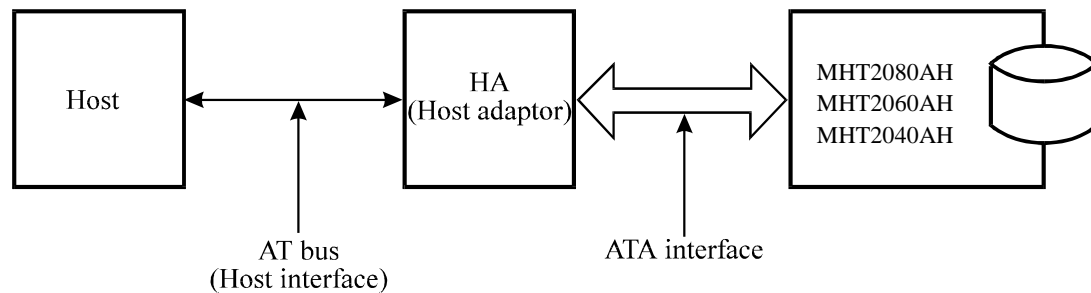 Host
HA
(Host adaptor)
MHT2080AH
MHT2060AH
MHT2040AH
AT bus
(Host interface)
ATA interface